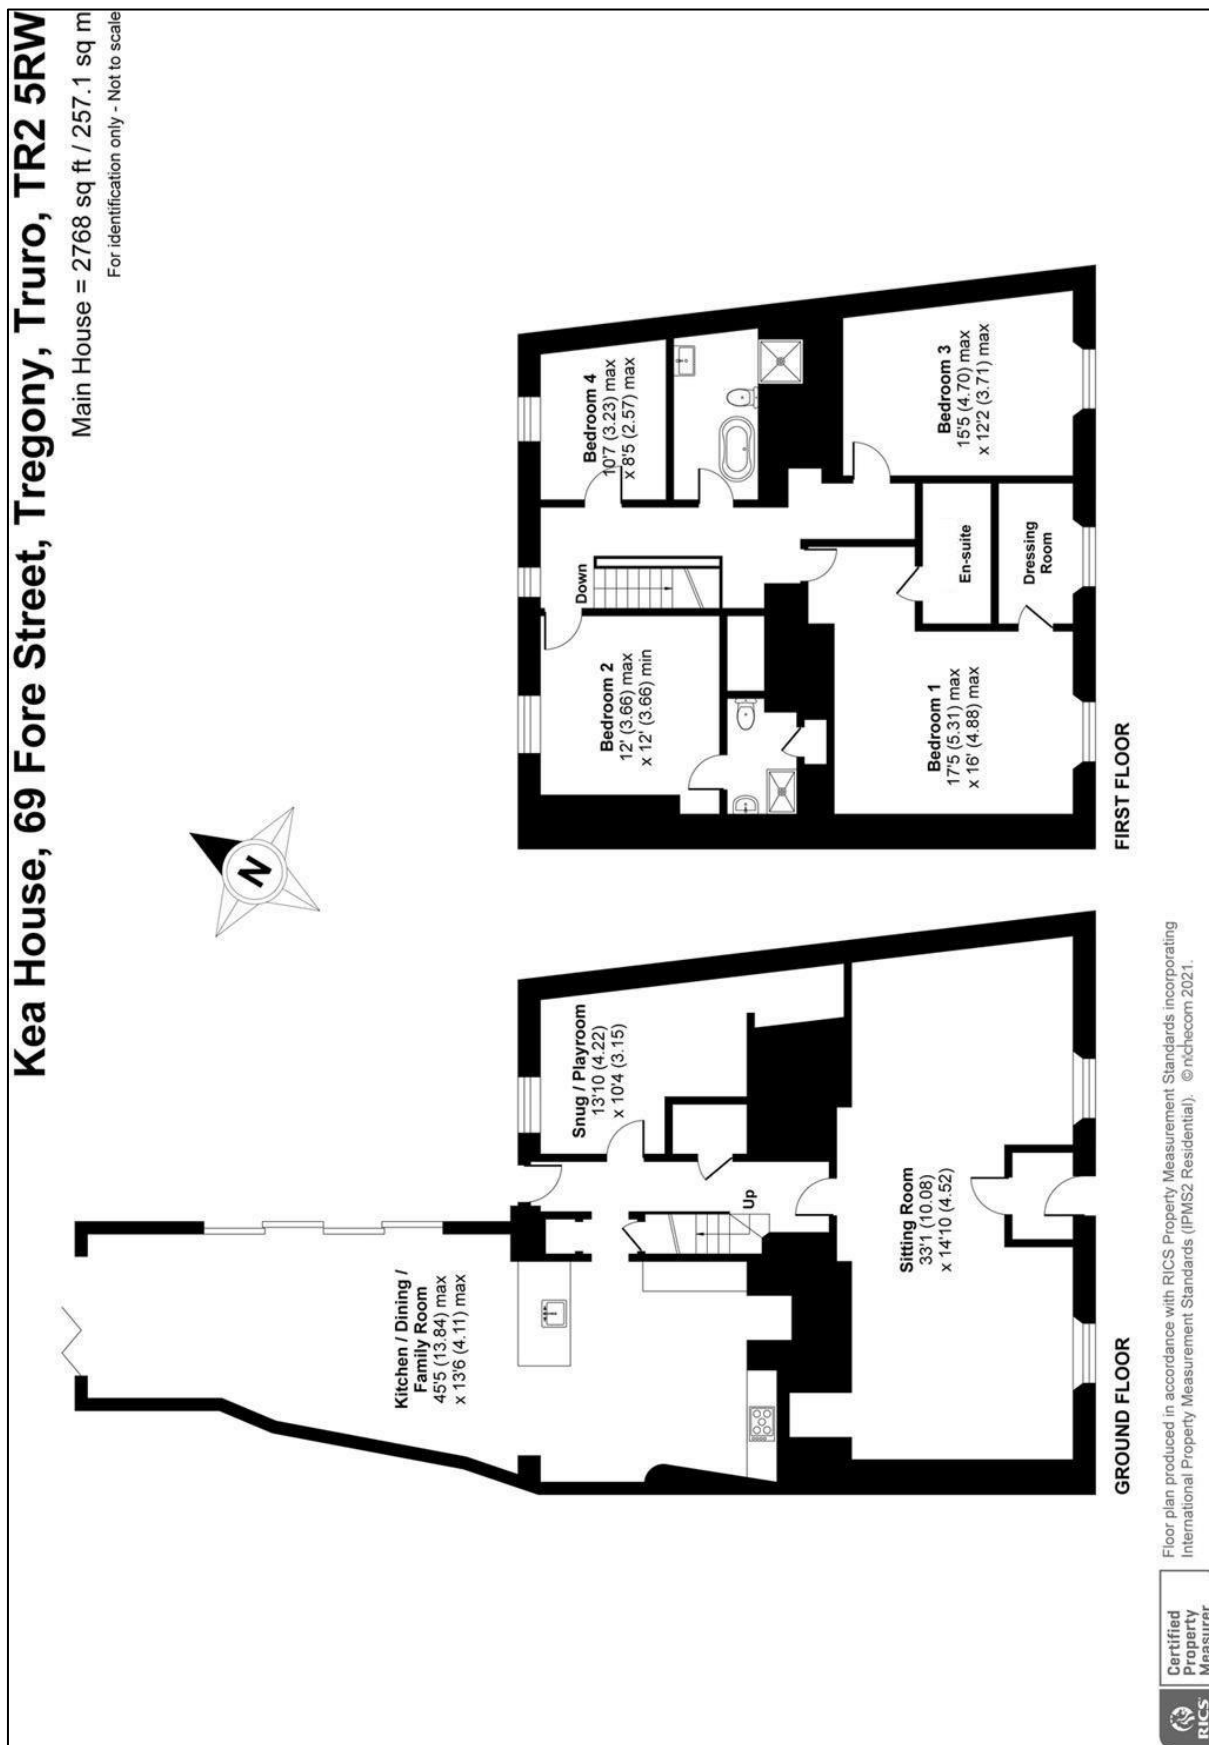 Kea House, 69 Fore Street, Tregony, Truro, TR2 5RW
Main House = 2768 sq ft / 257.1 sq m
For identification only - Not to scale
N
Kitchen / Dining /
Family Room
45'5 (13.84) max
x 13'6 (4.11) max
Snug / Playroom
13'10 (4.22)
x 10'4 (3.15)
Up
Sitting Room
33'1 (10.08)
x 14'10 (4.52)
GROUND FLOOR
Bedroom 2
12' (3.66) max
x 12' (3.66) min
Down
Bedroom 4
10'7 (3.23) max
x 8'5 (2.57) max
Bedroom 1
17'5 (5.31) max
x 16' (4.88) max
En-suite
Dressing
Room
Bedroom 3
15'5 (4.70) max
x 12'2 (3.71) max
FIRST FLOOR
RICS
Certified
Property
Measurer
Floor plan produced in accordance with RICS Property Measurement Standards incorporating
International Property Measurement Standards (IPMS2 Residential). © nichecom 2021.